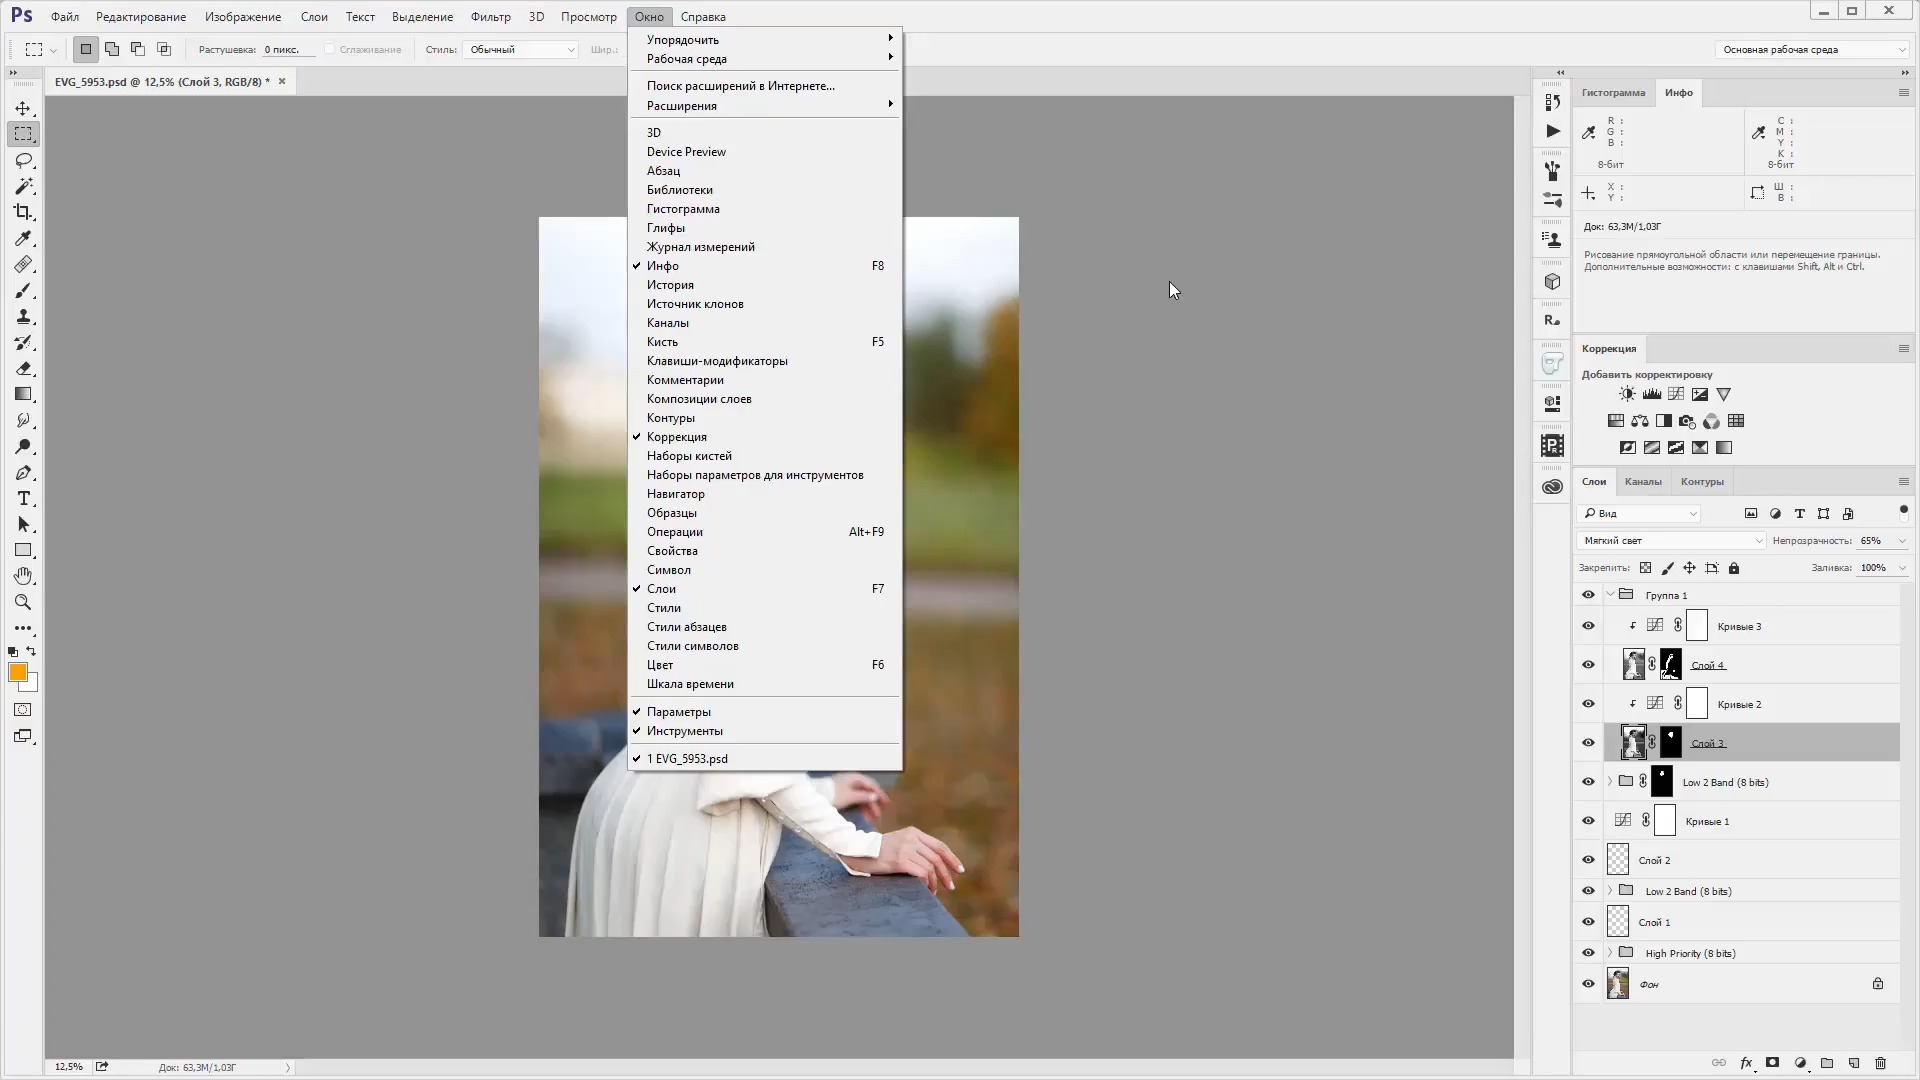 Ps Файл Редактирование Изображение Слои Текст Выделение Фильтр 3D Просмотр Окно Справка
Растушевка: 0 пикс. Сглаживание Стиль: Обычный Шир.: Основная рабочая среда
EVG_5953.psd @ 12,5% (Слой 3, RGB/8) *
Упорядочить
Рабочая среда
Поиск расширений в Интернете...
Расширения
3D
Device Preview
Абзац
Библиотеки
Гистограмма
Глифы
Журнал измерений
Инфо F8
История
Источник клонов
Каналы
Кисть F5
Клавиши-модификаторы
Комментарии
Композиции слоев
Контуры
Коррекция
Наборы кистей
Наборы параметров для инструментов
Навигатор
Образцы
Операции Alt+F9
Свойства
Символ
Слои F7
Стили
Стили абзацев
Стили символов
Цвет F6
Шкала времени
Параметры
Инструменты
1 EVG_5953.psd
Гистограмма Инфо
R : C :
G : M :
B : Y :
K :
8-бит 8-бит
X : Ш :
Y : В :
Док: 63,3M/1,03Г
Рисование прямоугольной области или перемещение границы.
Дополнительные возможности: с клавишами Shift, Alt и Ctrl.
Коррекция
Добавить корректировку
Слои Каналы Контуры
Вид
Мягкий свет Непрозрачность: 65%
Закрепить: Заливка: 100%
Группа 1
Кривые 3
Слой 4
Кривые 2
Слой 3
Low 2 Band (8 bits)
Кривые 1
Слой 2
Low 2 Band (8 bits)
Слой 1
High Priority (8 bits)
Фон
12,5% Док: 63,3M/1,03Г
fx